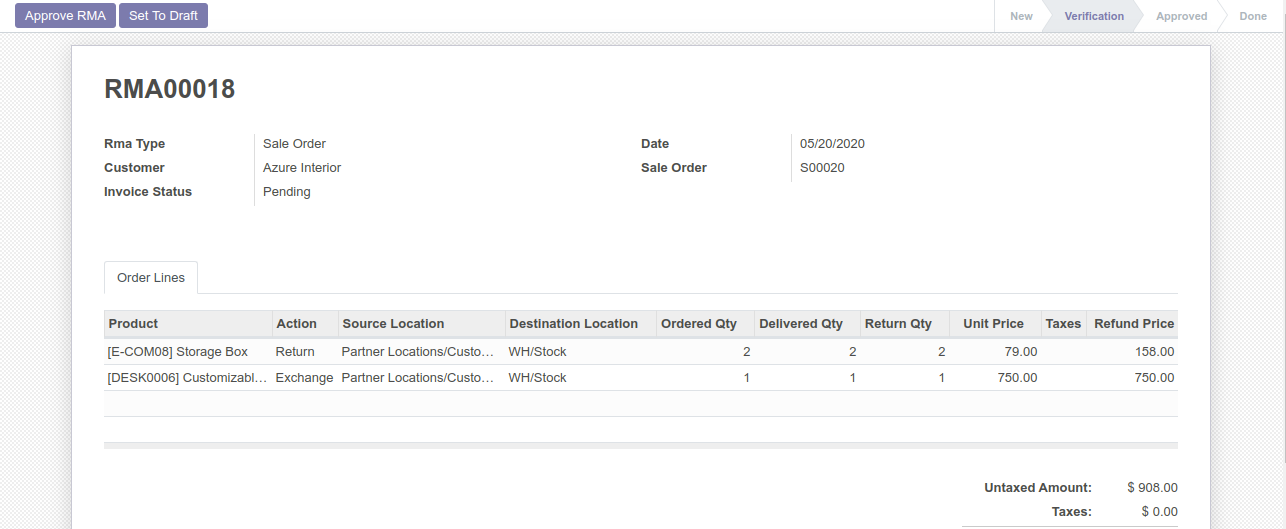 Approve RMA Set To Draft New Verification Approved Done
RMA00018
Rma Type Sale Order Date 05/20/2020
Customer Azure Interior Sale Order S00020
Invoice Status Pending
Order Lines
Product Action Source Location Destination Location Ordered Qty Delivered Qty Return Qty Unit Price Taxes Refund Price
[E-COM08] Storage Box Return Partner Locations/Custo… WH/Stock 2 2 2 79.00 158.00
[DESK0006] Customizabl… Exchange Partner Locations/Custo… WH/Stock 1 1 1 750.00 750.00
Untaxed Amount: $ 908.00
Taxes: $ 0.00